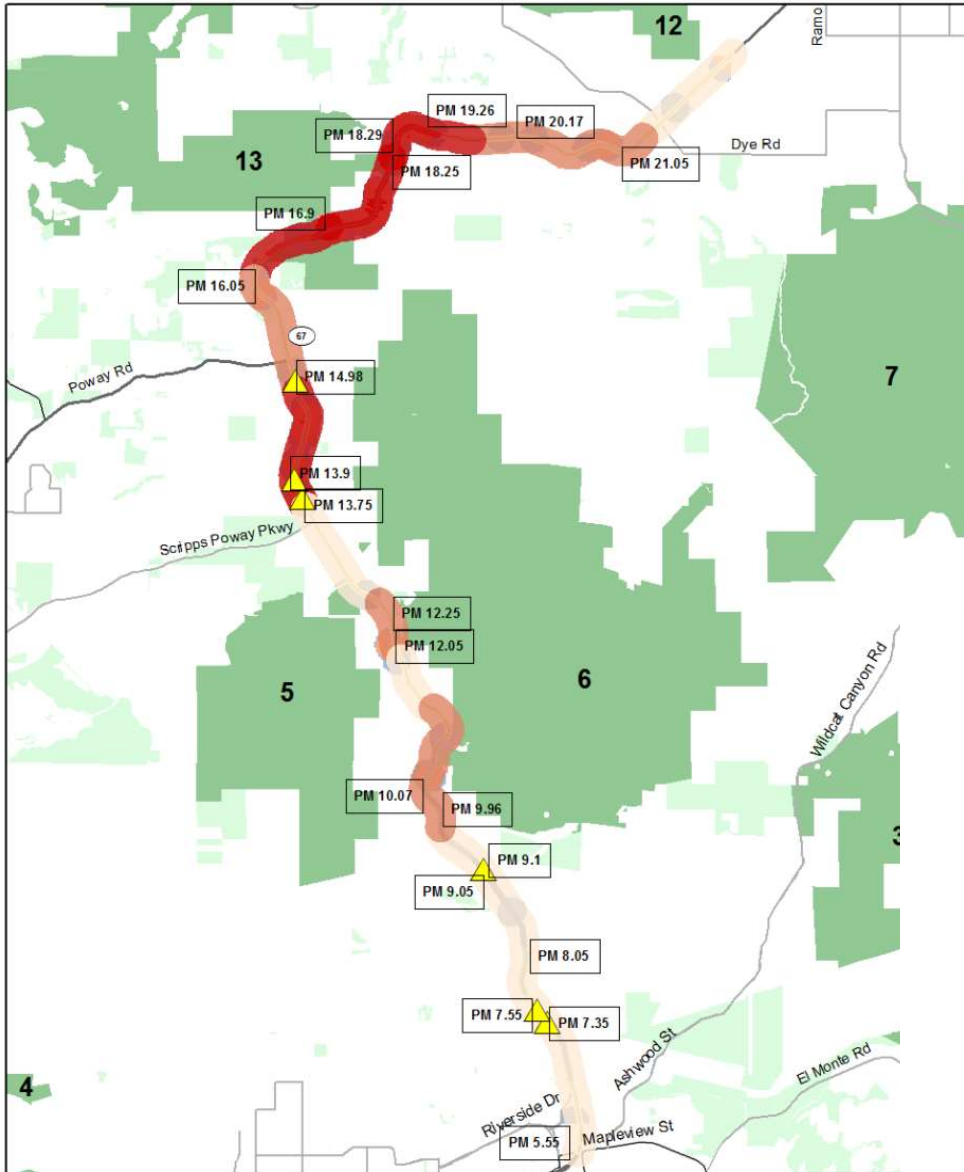 12
Ramo
PM 19.26
PM 20.17
PM 18.29
Dye Rd
13
PM 21.05
PM 18.25
PM 16.9
PM 16.05
67
Poway Rd
PM 14.98
7
PM 13.9
PM 13.75
Scripps Poway Pkwy
PM 12.25
PM 12.05
5
6
Wildcat Canyon Rd
PM 10.07
PM 9.96
3
PM 9.1
PM 9.05
PM 8.05
PM 7.55
PM 7.35
Ashwood St
El Monte Rd
4
Riverside Dr
PM 5.55
Mapleview St